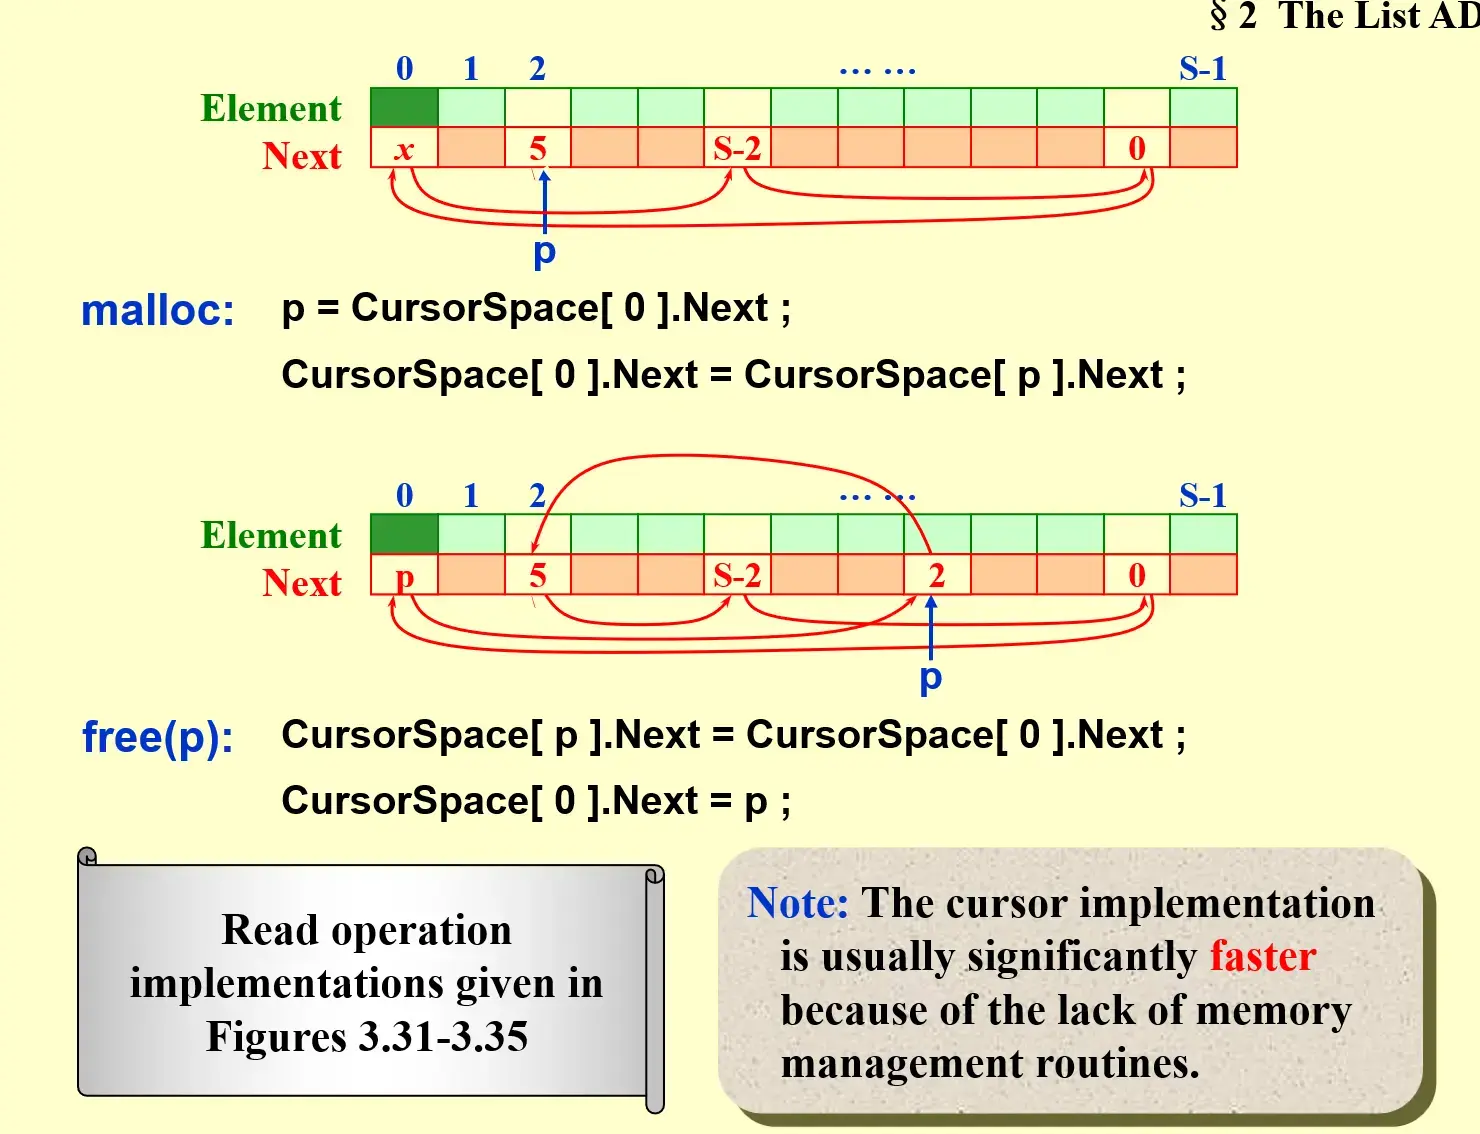 § 2 The List AD
0 1 2 … … S-1
Element
Next x 5 S-2 0
p
malloc: p = CursorSpace[ 0 ].Next ;
CursorSpace[ 0 ].Next = CursorSpace[ p ].Next ;
0 1 2 … … S-1
Element
Next p 5 S-2 2 0
p
free(p): CursorSpace[ p ].Next = CursorSpace[ 0 ].Next ;
CursorSpace[ 0 ].Next = p ;
Read operation
implementations given in
Figures 3.31-3.35
Note: The cursor implementation
is usually significantly faster
because of the lack of memory
management routines.